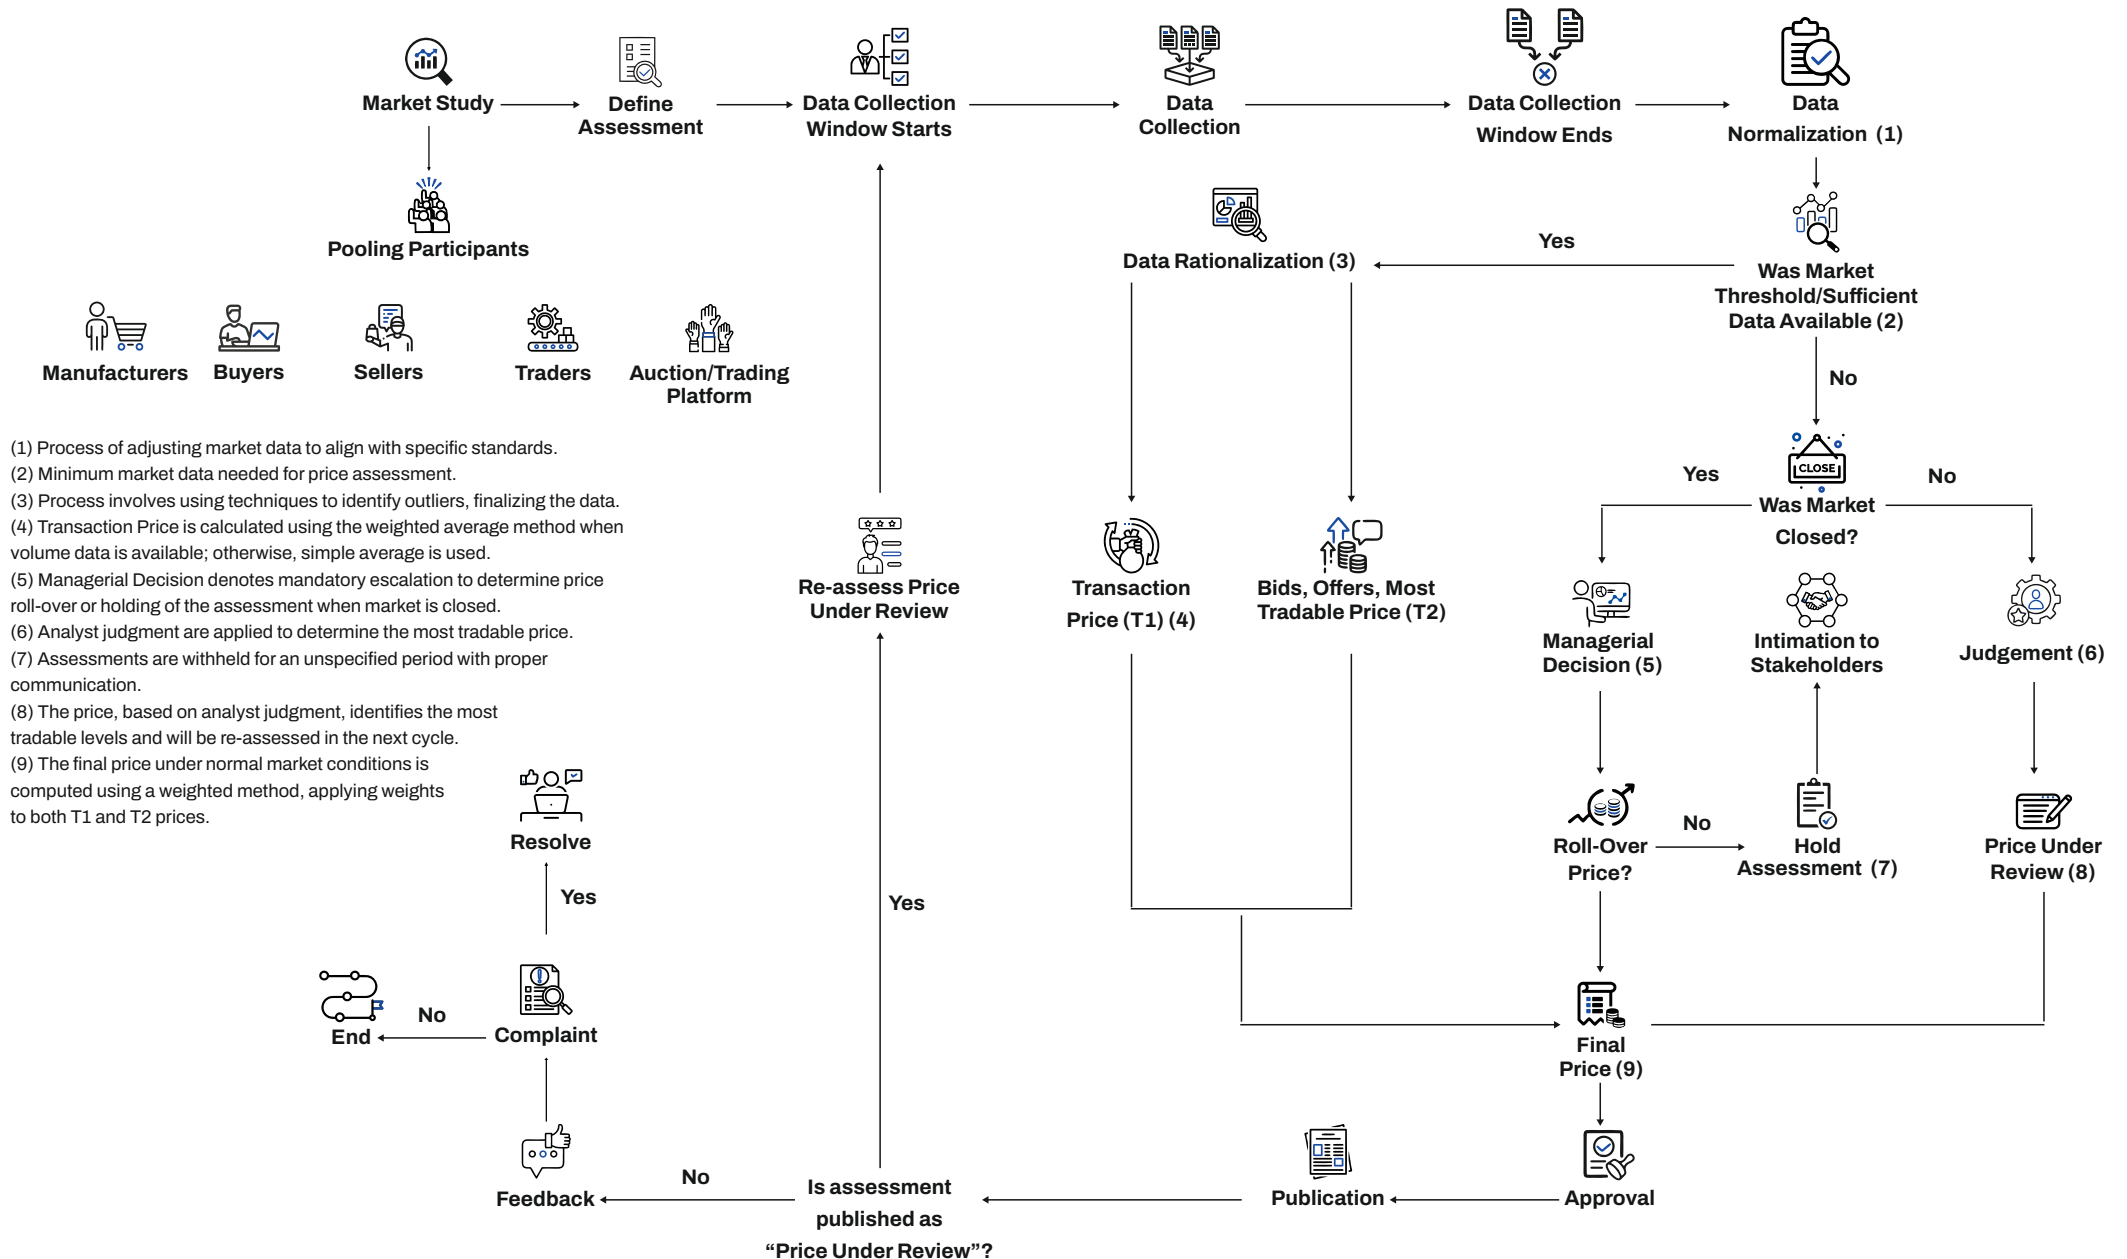 Market Study
Define
Assessment
Data Collection
Window Starts
Data
Collection
Data Collection
Window Ends
Data
Normalization (1)
Pooling Participants
Manufacturers
Buyers
Sellers
Traders
Auction/Trading
Platform
Data Rationalization (3)
Yes
Was Market
Threshold/Sufficient
Data Available (2)
No
(1) Process of adjusting market data to align with specific standards.
(2) Minimum market data needed for price assessment.
(3) Process involves using techniques to identify outliers, finalizing the data.
(4) Transaction Price is calculated using the weighted average method when
volume data is available; otherwise, simple average is used.
(5) Managerial Decision denotes mandatory escalation to determine price
roll-over or holding of the assessment when market is closed.
(6) Analyst judgment are applied to determine the most tradable price.
(7) Assessments are withheld for an unspecified period with proper
communication.
(8) The price, based on analyst judgment, identifies the most
tradable levels and will be re-assessed in the next cycle.
(9) The final price under normal market conditions is
computed using a weighted method, applying weights
to both T1 and T2 prices.
Yes
CLOSE
No
Was Market
Closed?
Re-assess Price
Under Review
Transaction
Price (T1) (4)
Bids, Offers, Most
Tradable Price (T2)
Managerial
Decision (5)
Intimation to
Stakeholders
Judgement (6)
Roll-Over
Price?
No
Hold
Assessment (7)
Price Under
Review (8)
Resolve
Yes
Yes
End
No
Complaint
Final
Price (9)
Feedback
No
Is assessment
published as
“Price Under Review”?
Publication
Approval